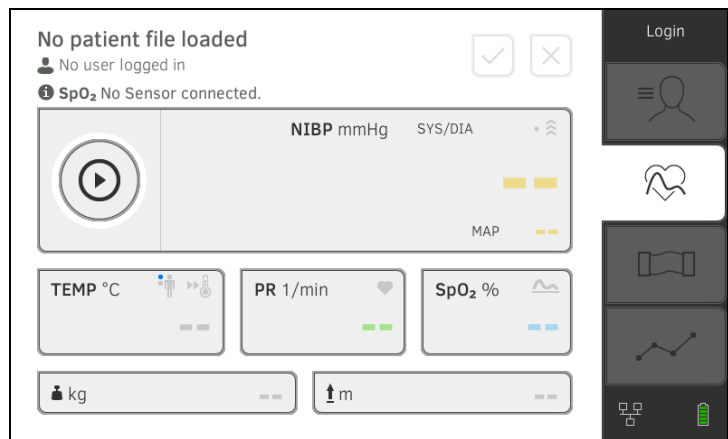 No patient file loaded
No user logged in
SpO₂ No Sensor connected.
NIBP mmHg SYS/DIA
-- --
MAP --
TEMP °C
--
PR 1/min
--
SpO₂ %
--
kg --
m --
Login